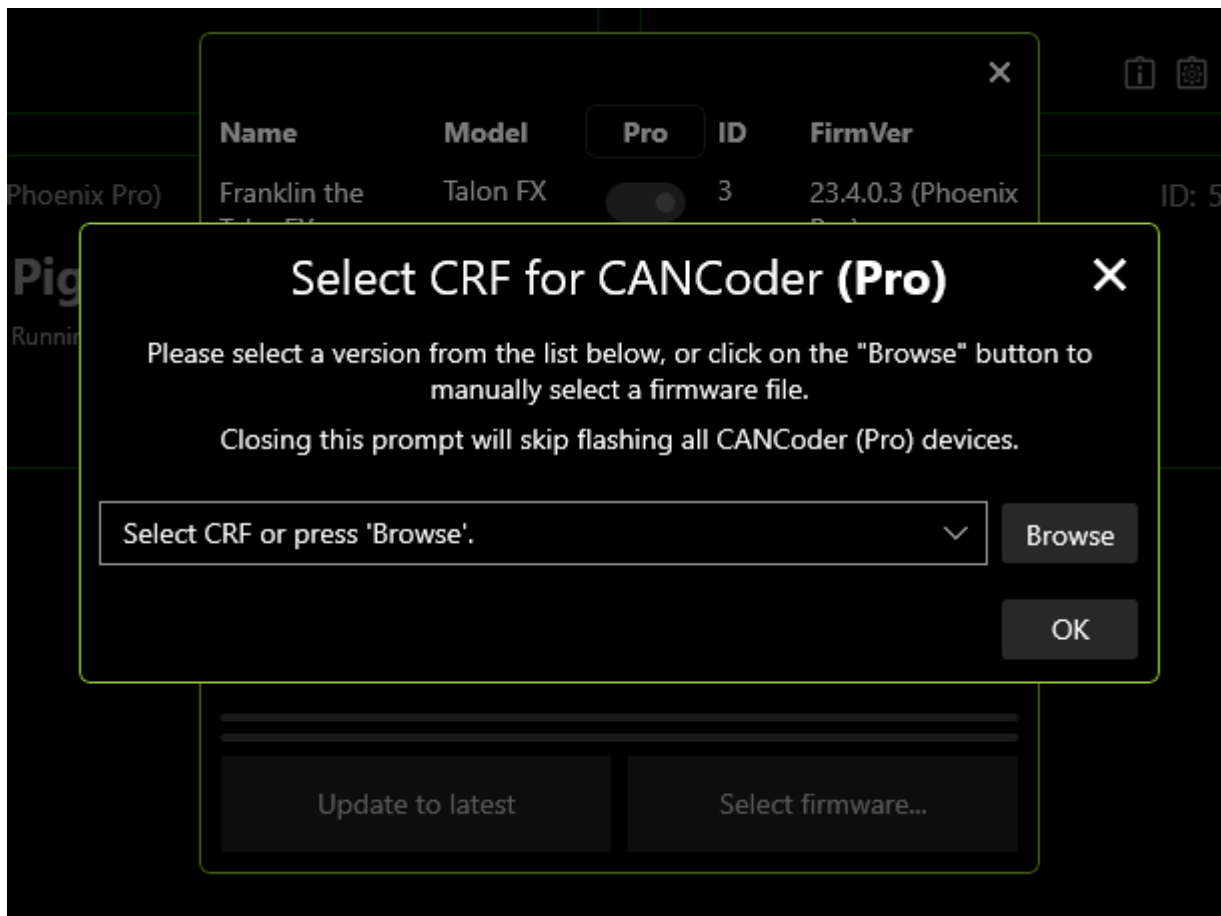 Name Model Pro ID FirmVer
Phoenix Pro) Franklin the Talon FX 3 23.4.0.3 (Phoenix ID: 5
Select CRF for CANCoder (Pro)
Pig
Please select a version from the list below, or click on the "Browse" button to
manually select a firmware file.
Closing this prompt will skip flashing all CANCoder (Pro) devices.
Select CRF or press 'Browse'.
Browse
OK
Update to latest
Select firmware...